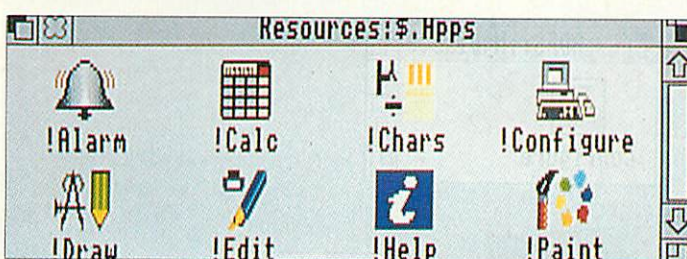 Resources:$.Apps
!Alarm !Calc !Chars !Configure
!Draw !Edit !Help !Paint